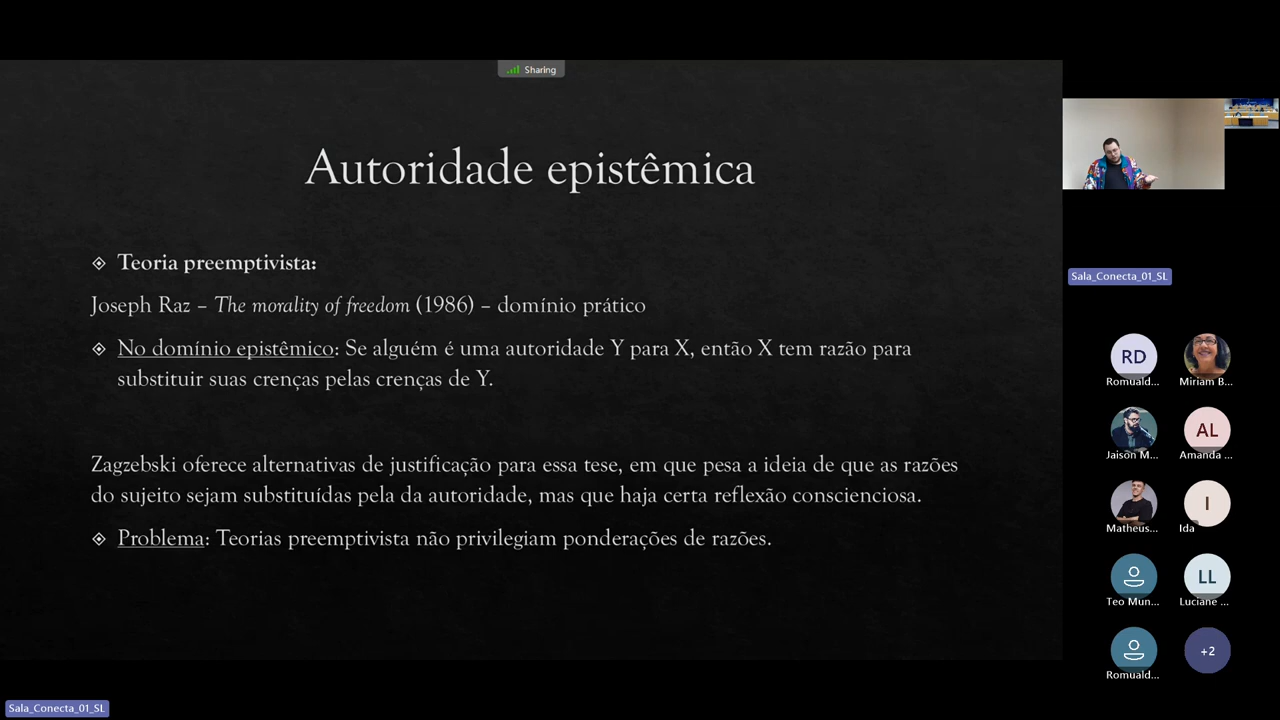 Sharing
Autoridade epistêmica
Teoria preemptivista:
Joseph Raz – The morality of freedom (1986) – domínio prático
No domínio epistêmico: Se alguém é uma autoridade Y para X, então X tem razão para
substituir suas crenças pelas crenças de Y.
Zagzebski oferece alternativas de justificação para essa tese, em que pesa a ideia de que as razões
do sujeito sejam substituídas pela da autoridade, mas que haja certa reflexão conscienciosa.
Problema: Teorias preemptivista não privilegiam ponderações de razões.
Sala_Conecta_01_SL
RD
Romuald...
Miriam B...
Jaison M...
AL
Amanda ...
Matheus...
I
Ida
Teo Mun...
LL
Luciane ...
Romuald...
+2
Sala_Conecta_01_SL